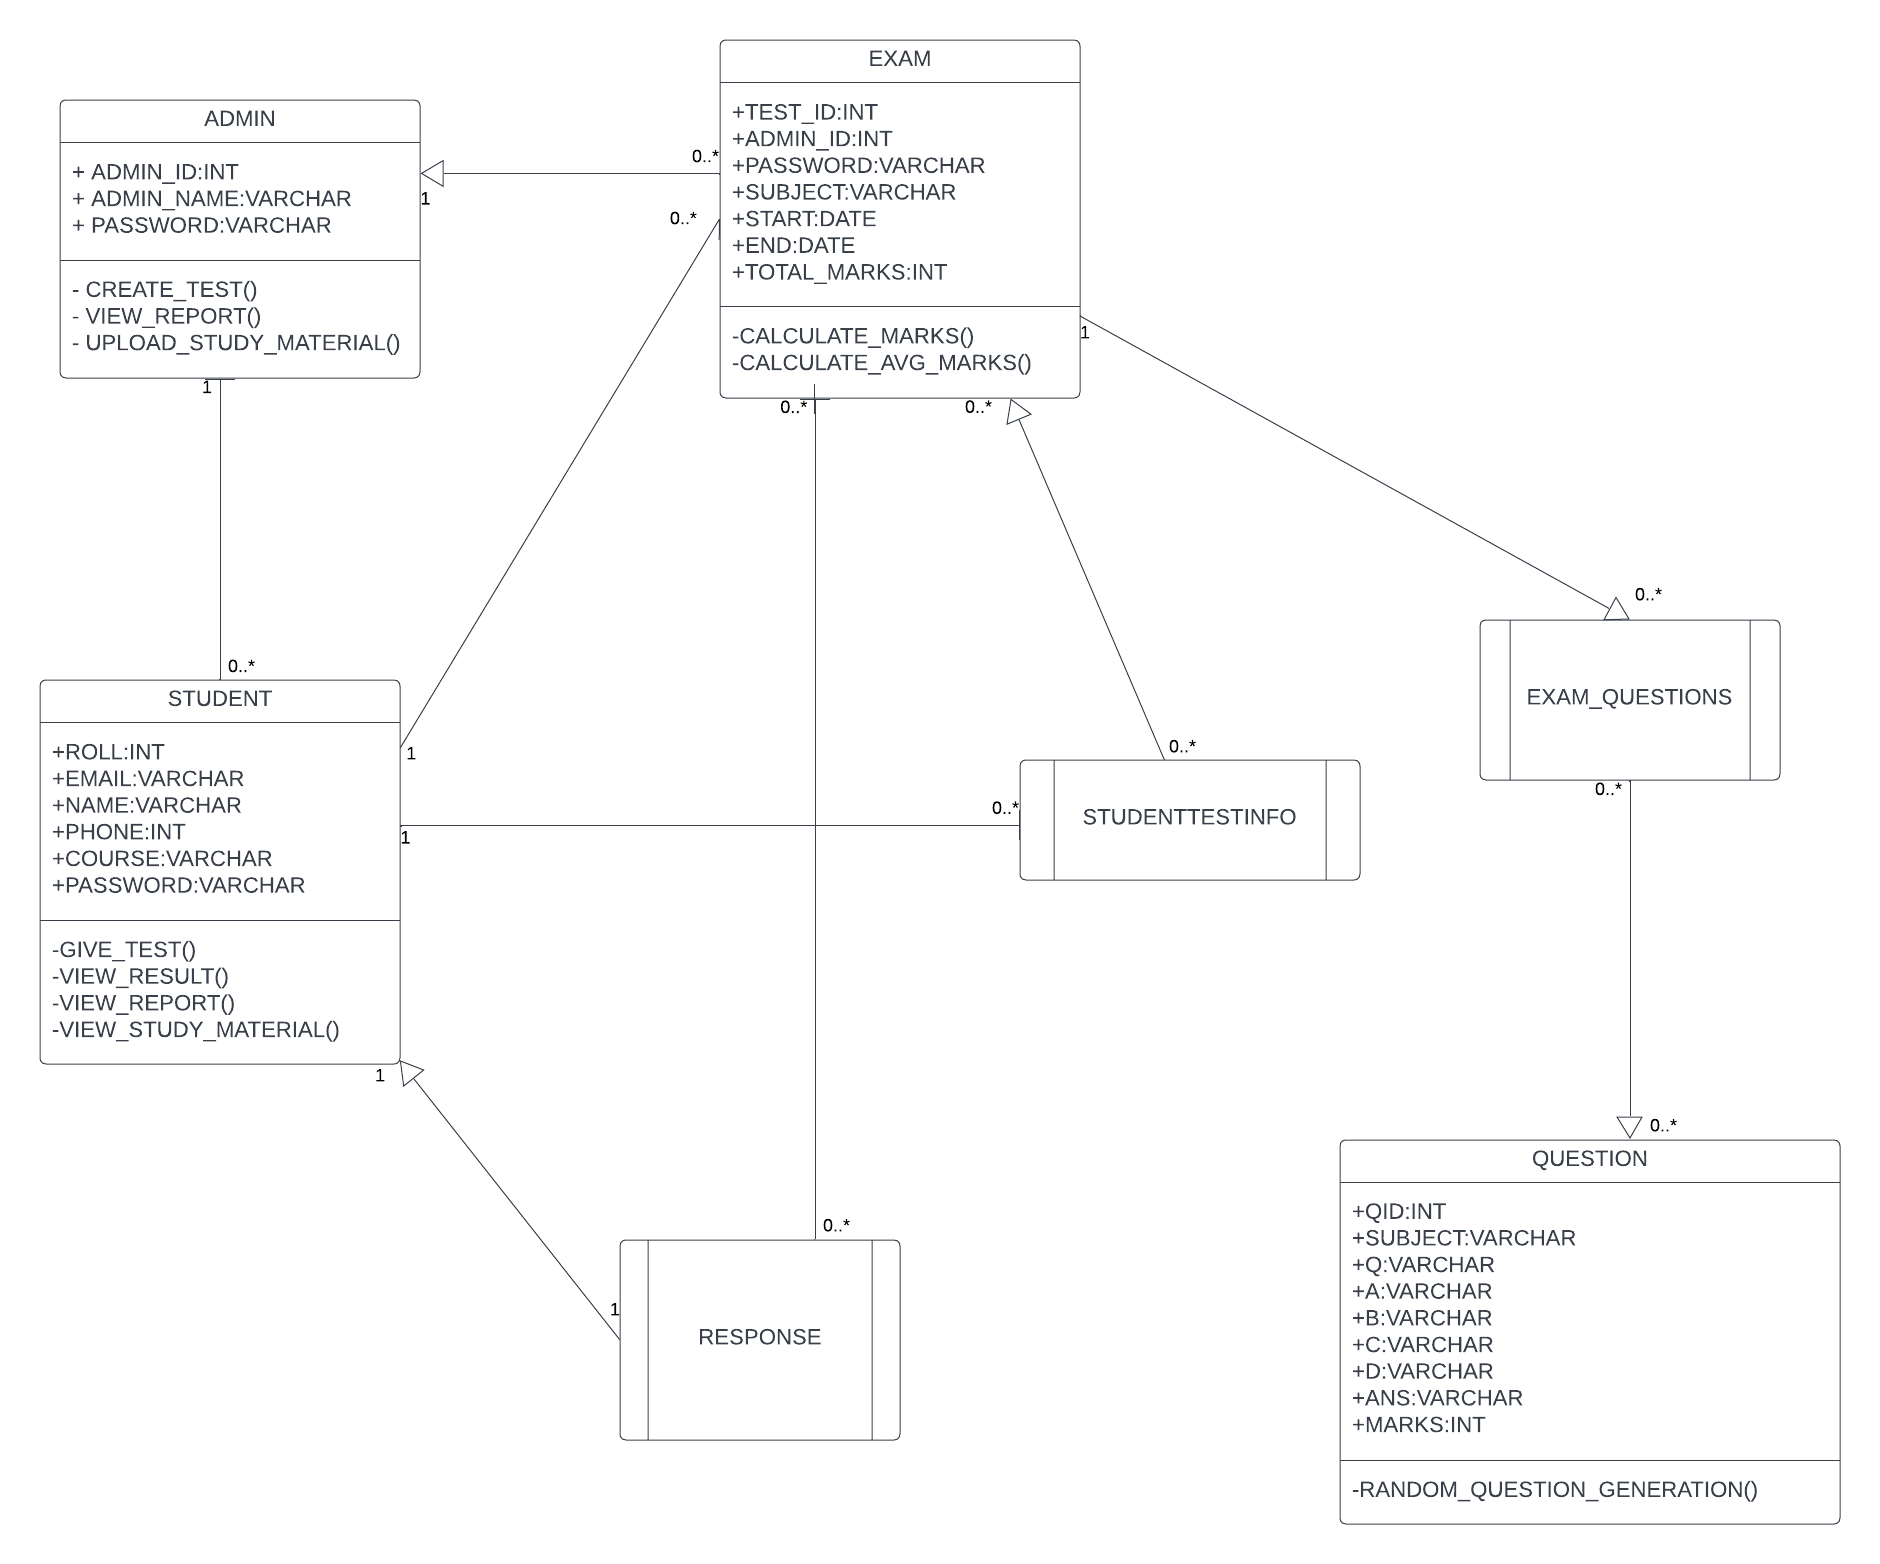 EXAM
+TEST_ID:INT
+ADMIN_ID:INT
+PASSWORD:VARCHAR
+SUBJECT:VARCHAR
+START:DATE
+END:DATE
+TOTAL_MARKS:INT
-CALCULATE_MARKS()
-CALCULATE_AVG_MARKS()
ADMIN
+ ADMIN_ID:INT
+ ADMIN_NAME:VARCHAR
+ PASSWORD:VARCHAR
- CREATE_TEST()
- VIEW_REPORT()
- UPLOAD_STUDY_MATERIAL()
0..*
1
0..*
1
1
0..*
0..*
0..*
0..*
STUDENT
+ROLL:INT
+EMAIL:VARCHAR
+NAME:VARCHAR
+PHONE:INT
+COURSE:VARCHAR
+PASSWORD:VARCHAR
-GIVE_TEST()
-VIEW_RESULT()
-VIEW_REPORT()
-VIEW_STUDY_MATERIAL()
1
1
0..*
0..*
STUDENTTESTINFO
EXAM_QUESTIONS
0..*
0..*
1
0..*
1
RESPONSE
QUESTION
+QID:INT
+SUBJECT:VARCHAR
+Q:VARCHAR
+A:VARCHAR
+B:VARCHAR
+C:VARCHAR
+D:VARCHAR
+ANS:VARCHAR
+MARKS:INT
-RANDOM_QUESTION_GENERATION()